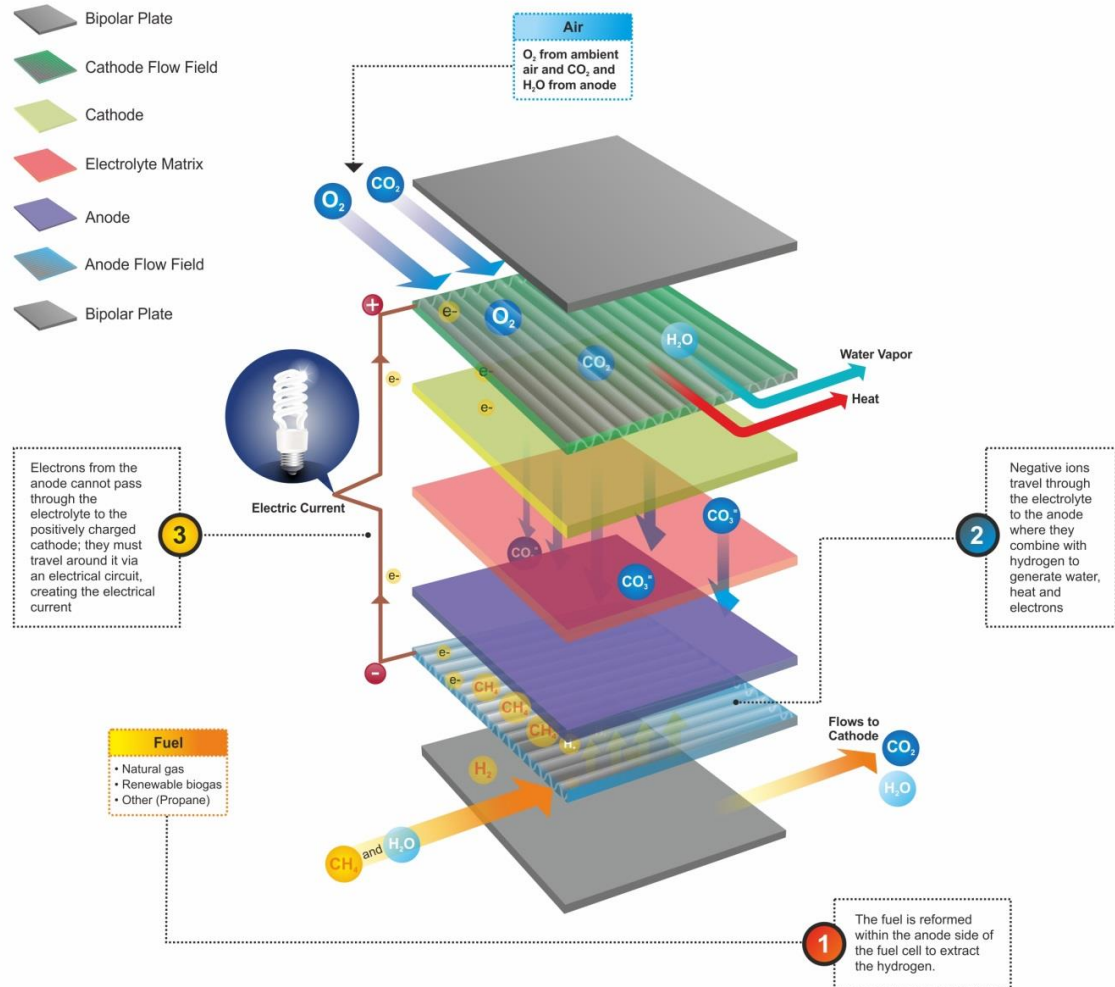 Bipolar Plate
Cathode Flow Field
Cathode
Electrolyte Matrix
Anode
Anode Flow Field
Bipolar Plate
Air
O₂ from ambient
air and CO₂ and
H₂O from anode
O₂
CO₂
+
e-
O₂
CO₂
H₂O
Water Vapor
Heat
e-
e-
e-
Electric Current
Electrons from the
anode cannot pass
through the
electrolyte to the
positively charged
cathode; they must
travel around it via
an electrical circuit,
creating the electrical
current
3
e-
CO₃⁼
CO₃⁼
CO₃⁼
Negative ions
travel through
the electrolyte
to the anode
where they
combine with
hydrogen to
generate water,
heat and
electrons
2
-
e-
e-
CH₄
CH₄
CH₄
H₂
H₂
Fuel
• Natural gas
• Renewable biogas
• Other (Propane)
CH₄ and H₂O
Flows to
Cathode
CO₂
H₂O
1
The fuel is reformed
within the anode side of
the fuel cell to extract
the hydrogen.